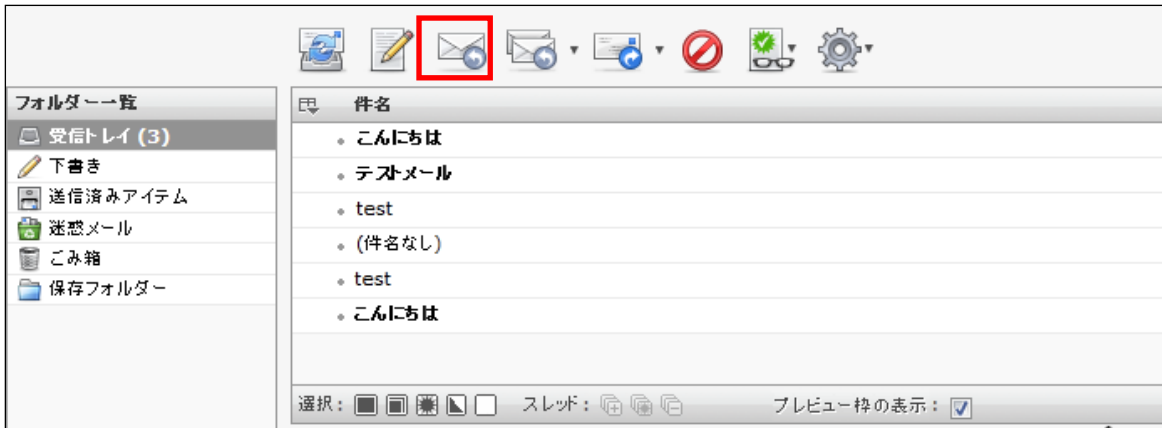 フォルダー一覧
件名
受信トレイ (3)
下書き
送信済みアイテム
迷惑メール
ごみ箱
保存フォルダー
こんにちは
テストメール
test
(件名なし)
test
こんにちは
選択: スレッド: プレビュー枠の表示: